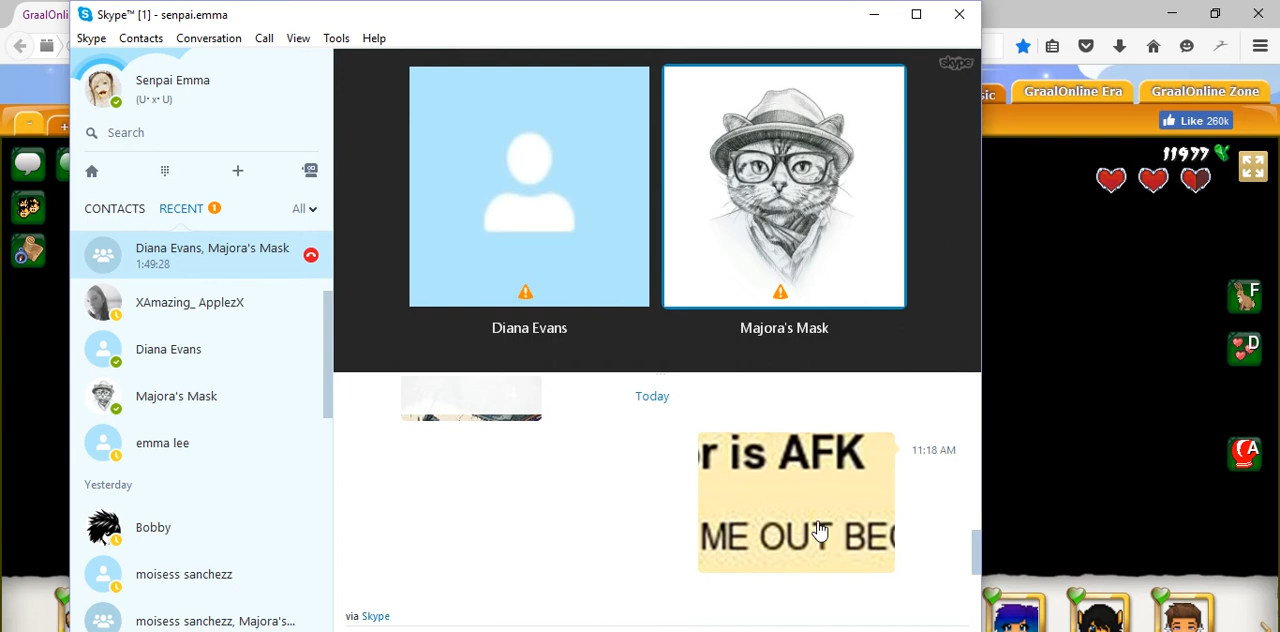 GraalOnli
Skype™ [1] - senpai.emma
Skype Contacts Conversation Call View Tools Help
Senpai Emma
(U• x• U)
Search
CONTACTS RECENT 1 All
Diana Evans, Majora's Mask
1:49:28
XAmazing_ ApplezX
Diana Evans
Majora's Mask
emma lee
Yesterday
Bobby
moisess sanchezz
moisess sanchezz, Majora's...
skype
Diana Evans
Majora's Mask
Today
r is AFK
11:18 AM
ME OUT BE
via Skype
sic
GraalOnline Era
GraalOnline Zone
Like 260k
11977
F
D
A